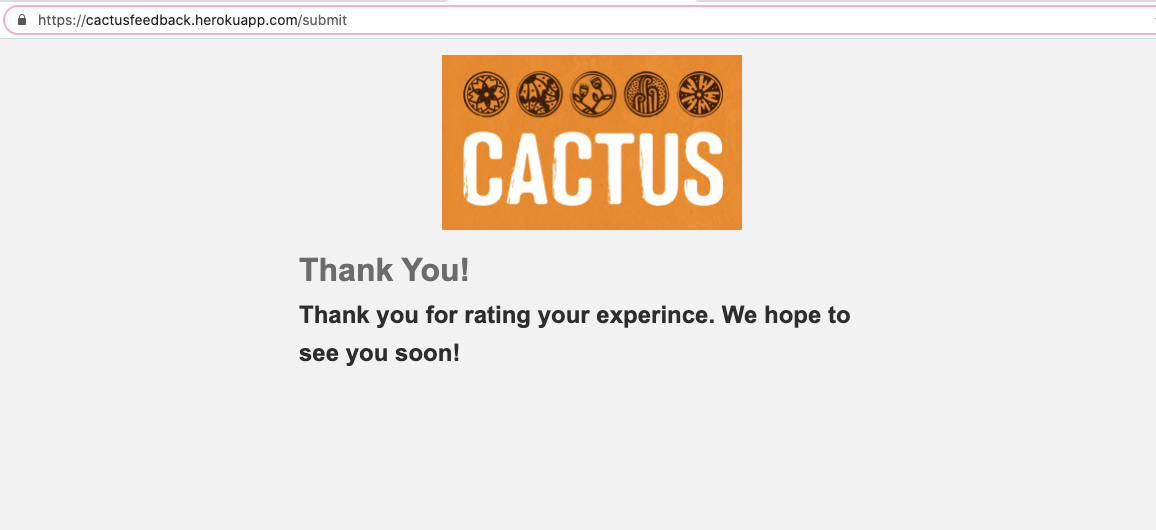 https://cactusfeedback.herokuapp.com/submit
CACTUS
Thank You!
Thank you for rating your experince. We hope to
see you soon!